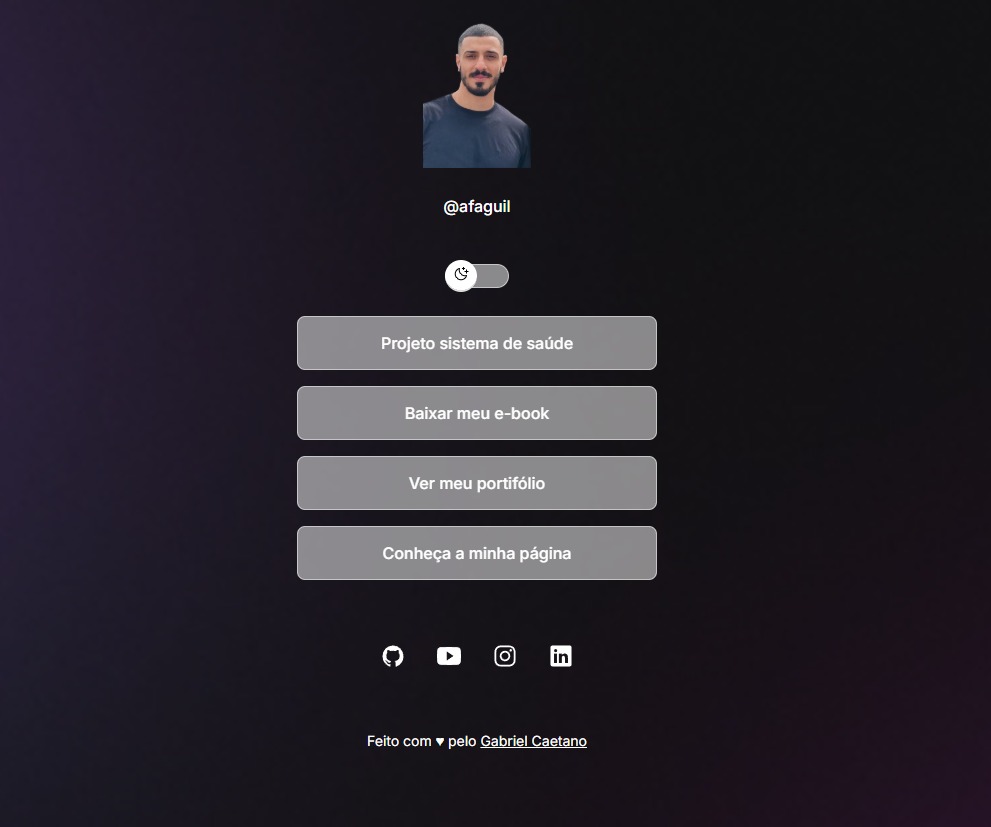 @afaguil
Projeto sistema de saúde
Baixar meu e-book
Ver meu portifólio
Conheça a minha página
in
Feito com ♥ pelo Gabriel Caetano